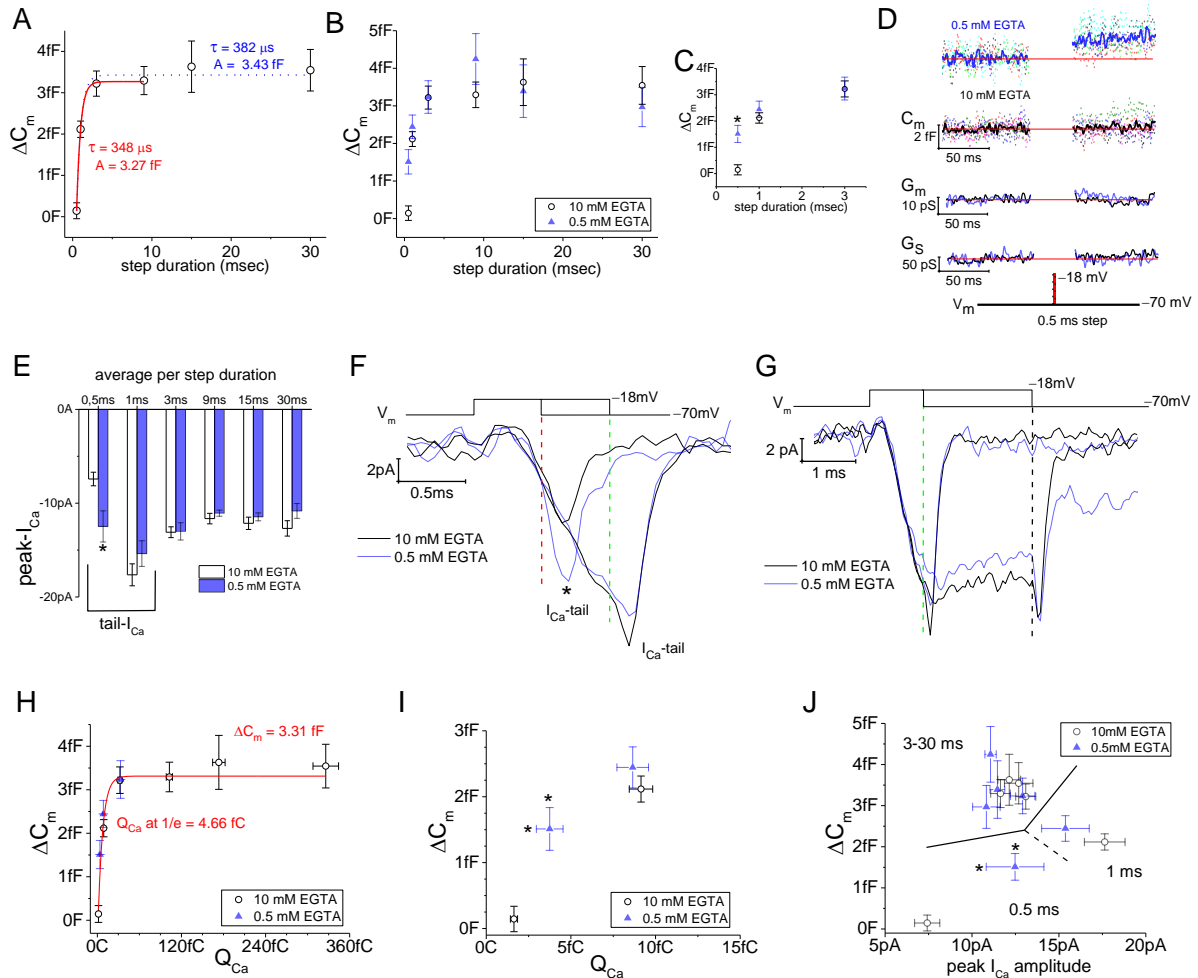 A
4fF
3fF
2fF
1fF
0F
ΔCm
τ = 382 μs
A = 3.43 fF
τ = 348 μs
A = 3.27 fF
0 10 20 30
step duration (msec)
B
5fF
4fF
3fF
2fF
1fF
0F
ΔCm
10 mM EGTA
0.5 mM EGTA
0 10 20 30
step duration (msec)
C
4fF
3fF
2fF
1fF
0F
ΔCm
*
0 1 2 3
step duration (msec)
D
0.5 mM EGTA
10 mM EGTA
Cm
2 fF
50 ms
Gm
10 pS
50 ms
GS
50 pS
50 ms
−18 mV
Vm
−70 mV
0.5 ms step
E
average per step duration
0,5ms 1ms 3ms 9ms 15ms 30ms
0A
-10pA
-20pA
peak-ICa
*
10 mM EGTA
0.5 mM EGTA
tail-ICa
F
−18mV
Vm
−70mV
2pA
0.5ms
10 mM EGTA
0.5 mM EGTA
*
ICa-tail
ICa-tail
G
−18mV
Vm
−70mV
2 pA
1 ms
10 mM EGTA
0.5 mM EGTA
H
4fF
3fF
2fF
1fF
0F
ΔCm
ΔCm = 3.31 fF
QCa at 1/e = 4.66 fC
10 mM EGTA
0.5 mM EGTA
0C 120fC 240fC 360fC
QCa
I
3fF
2fF
1fF
0F
ΔCm
*
*
10 mM EGTA
0.5 mM EGTA
0C 5fC 10fC 15fC
QCa
J
5fF
4fF
3fF
2fF
1fF
0fF
ΔCm
10mM EGTA
0.5mM EGTA
3-30 ms
*
*
1 ms
0.5 ms
5pA 10pA 15pA 20pA
peak ICa amplitude